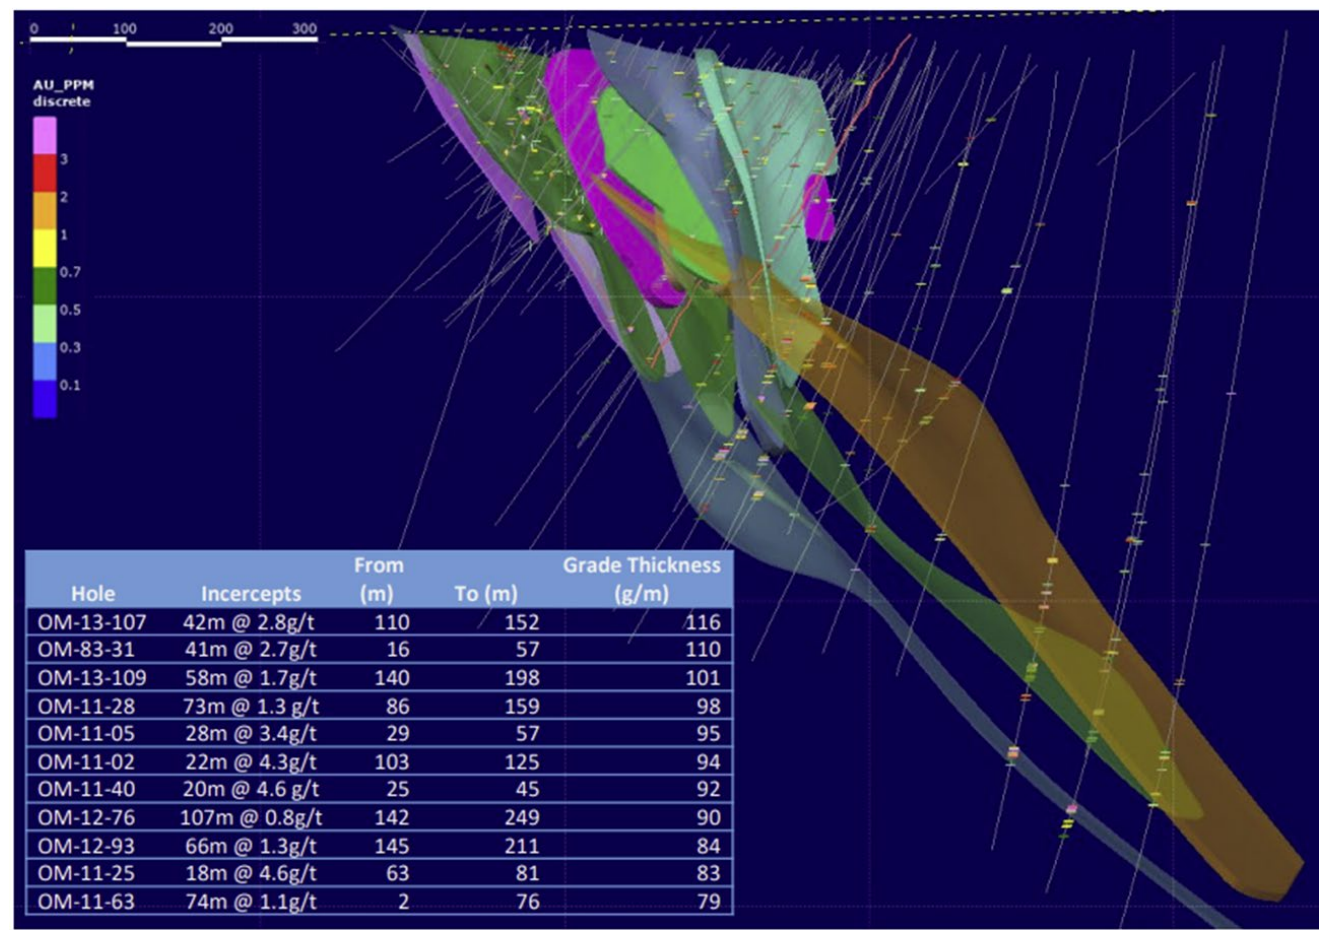 0 100 200 300
AU_PPM
discrete
3
2
1
0.7
0.5
0.3
0.1
From Grade Thickness
Hole Incercepts (m) To (m) (g/m)
OM-13-107 42m @ 2.8g/t 110 152 116
OM-83-31 41m @ 2.7g/t 16 57 110
OM-13-109 58m @ 1.7g/t 140 198 101
OM-11-28 73m @ 1.3 g/t 86 159 98
OM-11-05 28m @ 3.4g/t 29 57 95
OM-11-02 22m @ 4.3g/t 103 125 94
OM-11-40 20m @ 4.6 g/t 25 45 92
OM-12-76 107m @ 0.8g/t 142 249 90
OM-12-93 66m @ 1.3g/t 145 211 84
OM-11-25 18m @ 4.6g/t 63 81 83
OM-11-63 74m @ 1.1g/t 2 76 79